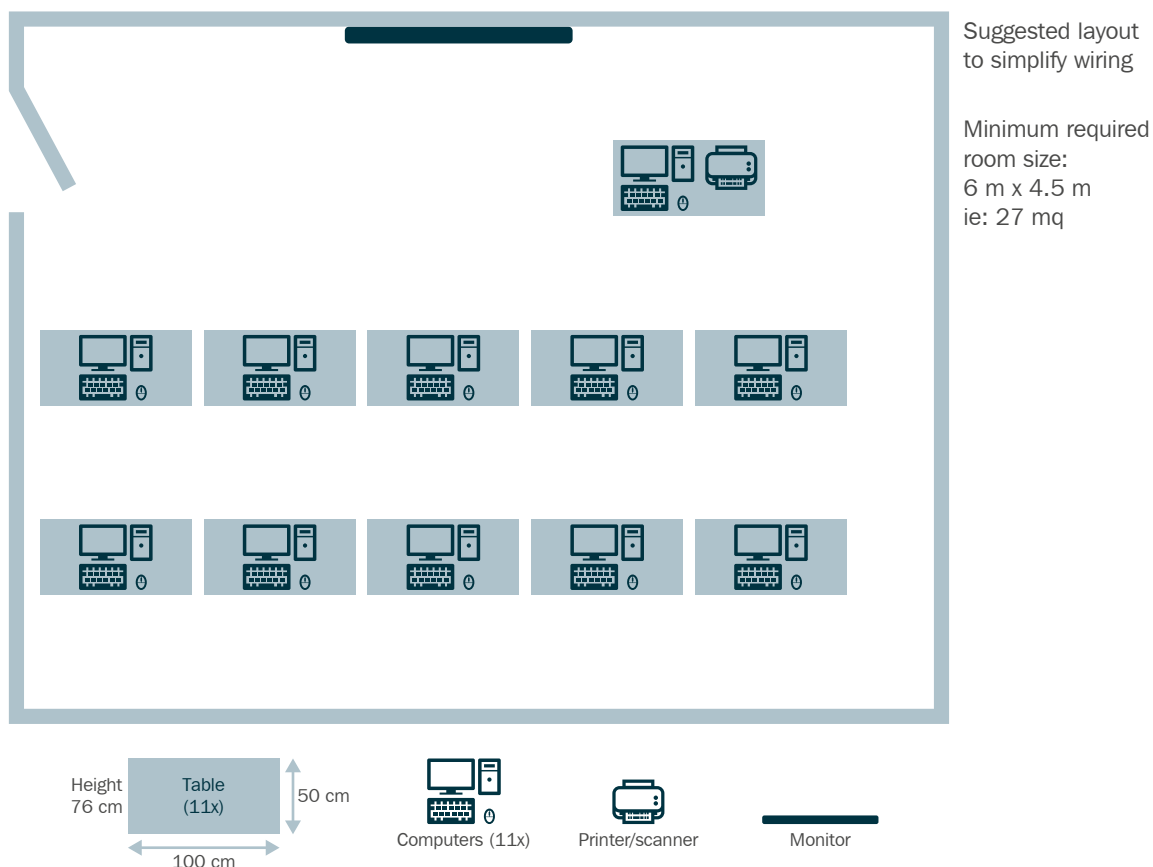 Suggested layout
to simplify wiring
Minimum required
room size:
6 m x 4.5 m
ie: 27 mq
Height
76 cm
Table
(11x)
50 cm
100 cm
Computers (11x)
Printer/scanner
Monitor